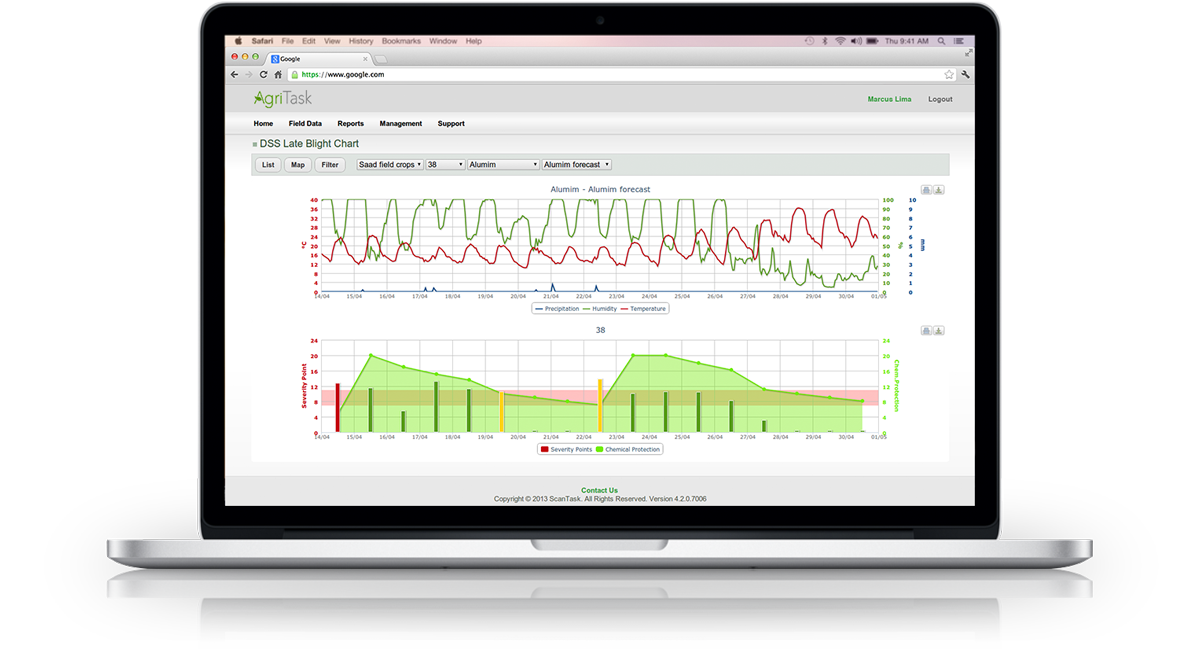 Safari File Edit View History Bookmarks Window Help Thu 9:41 AM
Google
https://www.google.com
AgriTask Marcus Lima Logout
Home Field Data Reports Management Support
DSS Late Blight Chart
List Map Filter Saad field crops 38 Alumim Alumim forecast
Alumim - Alumim forecast
40 36 32 28 24 20 16 12 8 4 0
°C
100 90 80 70 60 50 40 30 20 10 0
%
10 9 8 7 6 5 4 3 2 1 0
mm
14/04 15/04 16/04 17/04 18/04 19/04 20/04 21/04 22/04 23/04 24/04 25/04 26/04 27/04 28/04 29/04 30/04 01/05
Precipitation Humidity Temperature
38
24 20 16 12 8 4 0
Severity Point
24 20 16 12 8 4 0
Chem.Protection
14/04 15/04 16/04 17/04 18/04 19/04 20/04 21/04 22/04 23/04 24/04 25/04 26/04 27/04 28/04 29/04 30/04 01/05
Severity Points Chemical Protection
Contact Us
Copyright © 2013 ScanTask. All Rights Reserved. Version 4.2.0.7006